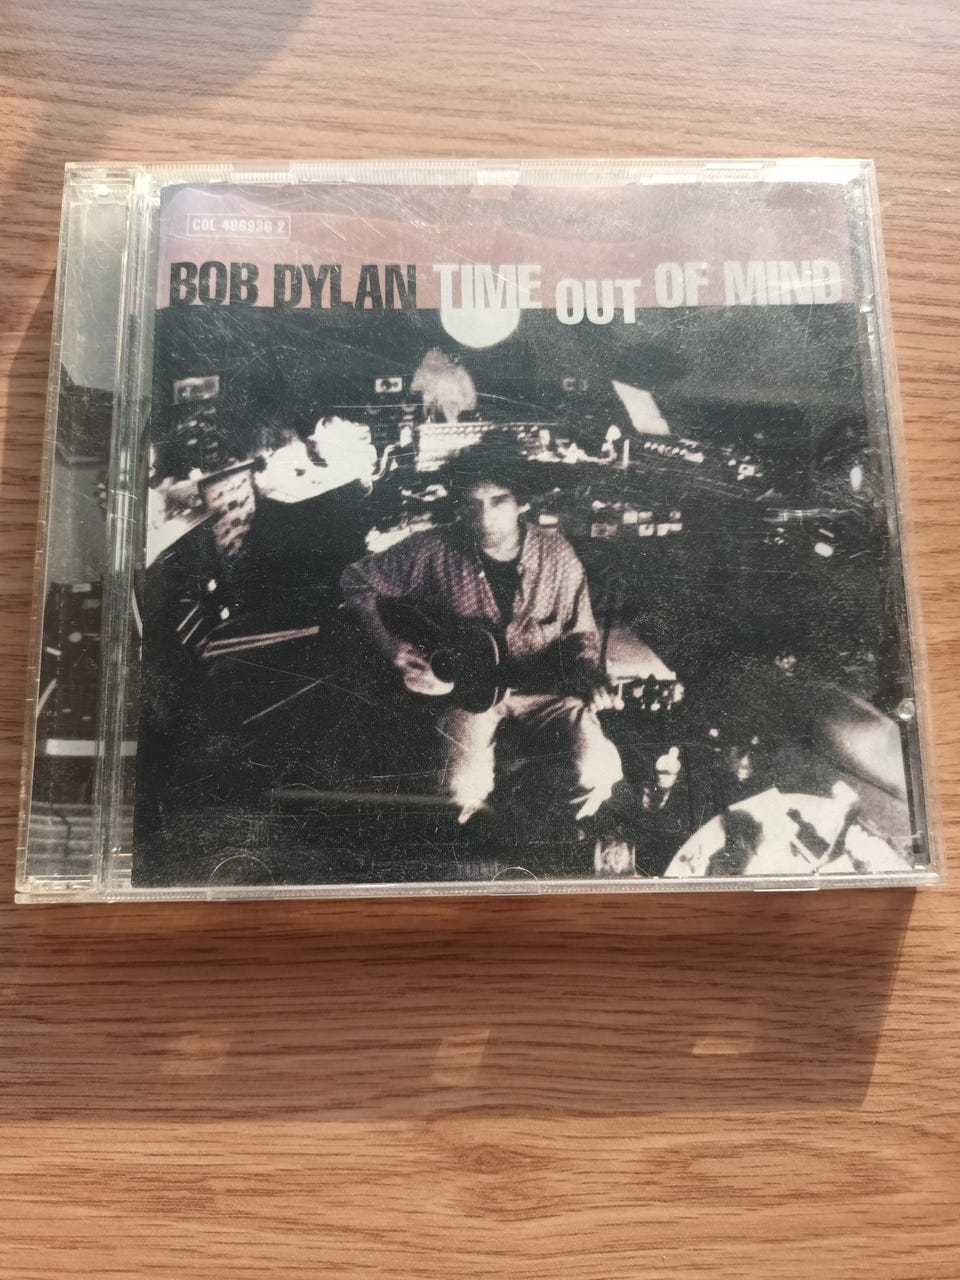 COL 486936 2
BOB DYLAN TIME OUT OF MIND